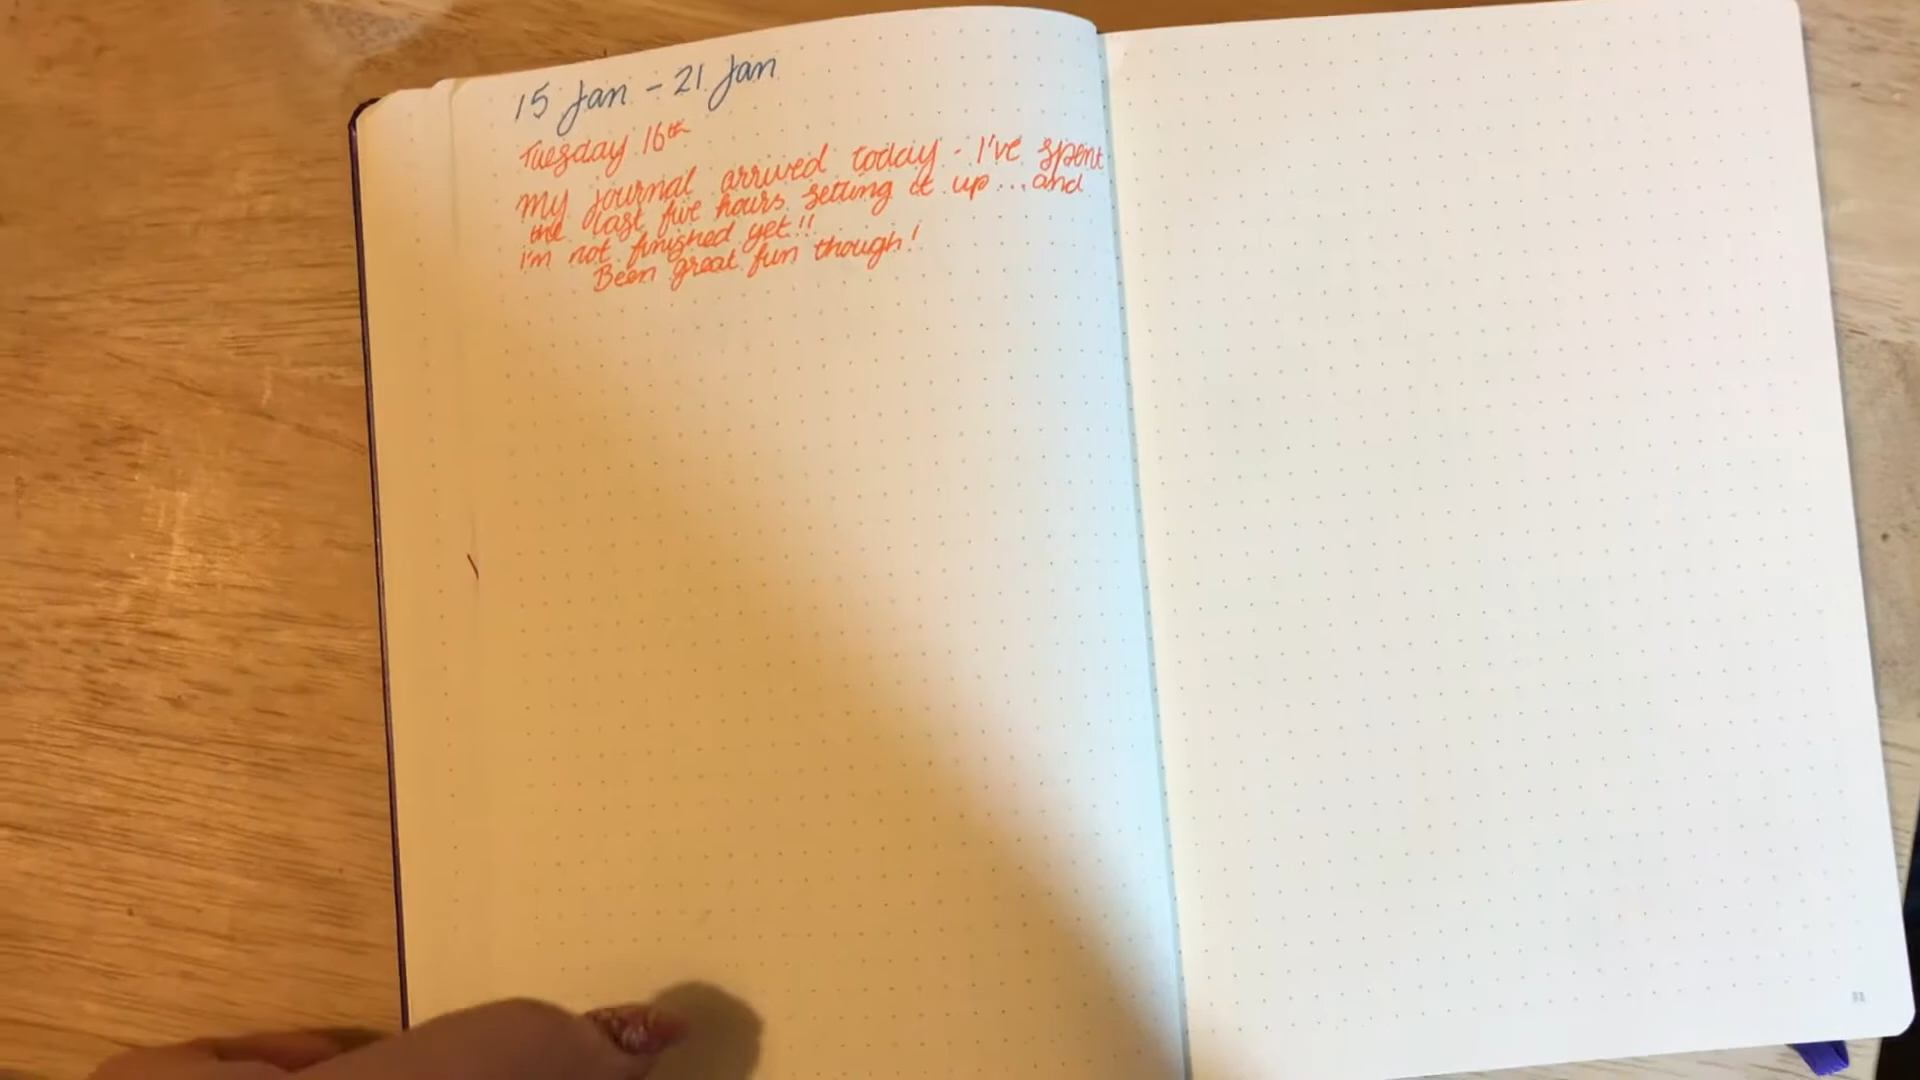 15 Jan - 21 Jan
Tuesday 16th
My journal arrived today - I've spent
the last five hours setting it up... and
i'm not finished yet!!
Been great fun though!